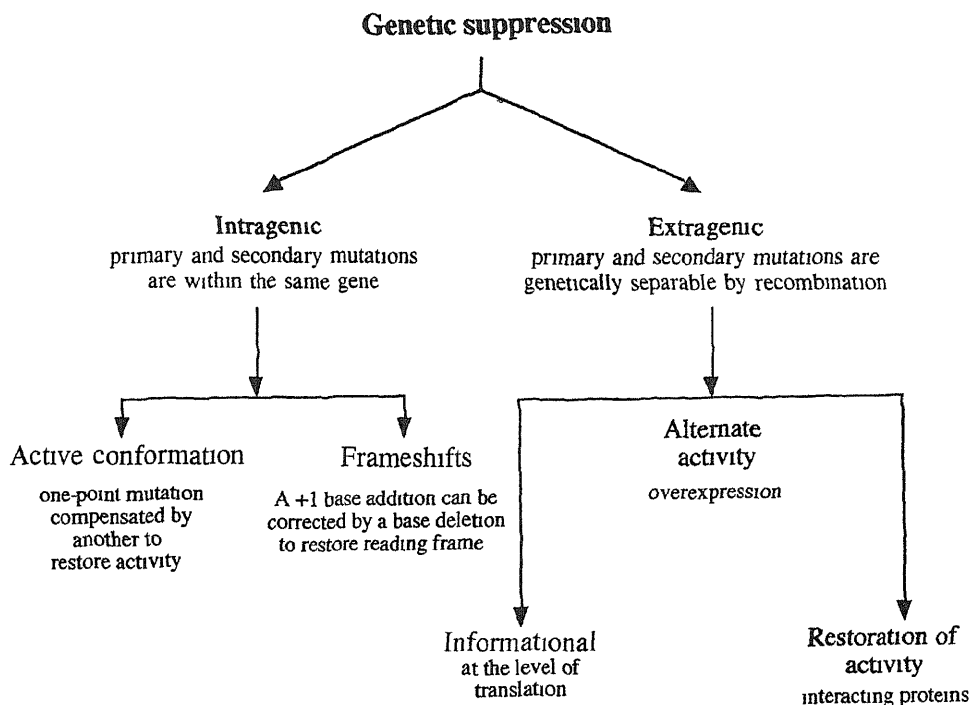 Genetic suppression
Intragenic
primary and secondary mutations
are within the same gene
Extragenic
primary and secondary mutations are
genetically separable by recombination
Active conformation
one-point mutation
compensated by
another to
restore activity
Frameshifts
A +1 base addition can be
corrected by a base deletion
to restore reading frame
Alternate
activity
overexpression
Informational
at the level of
translation
Restoration of
activity
interacting proteins